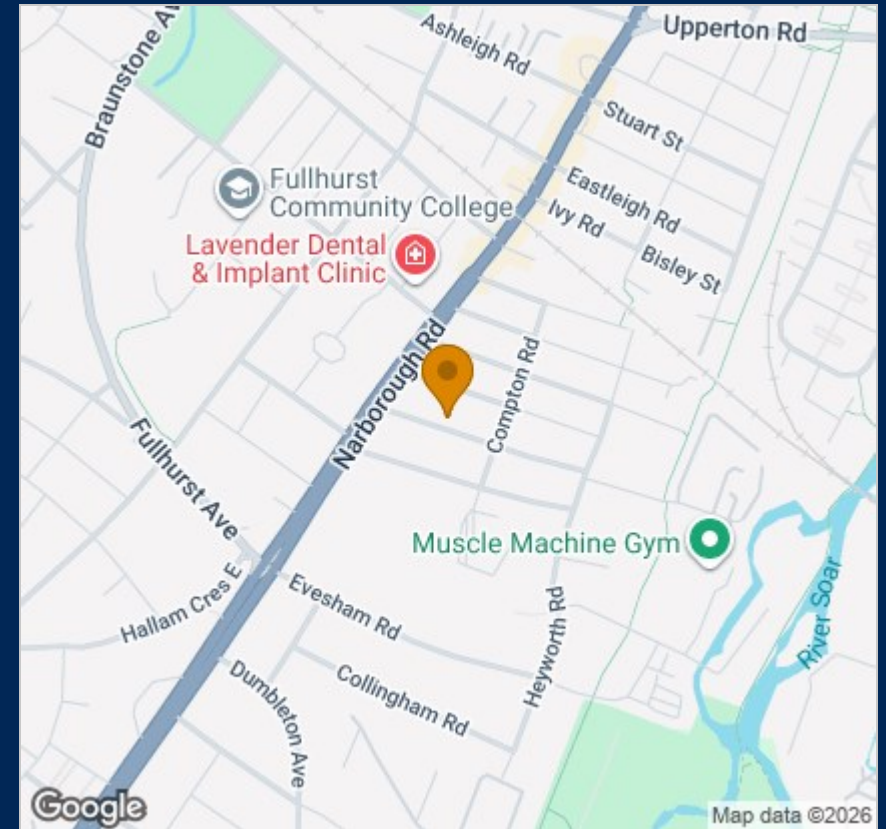 Braunstone Av
Ashleigh Rd
Upperton Rd
Stuart St
Fullhurst
Community College
Eastleigh Rd
Ivy Rd
Bisley St
Lavender Dental
& Implant Clinic
Narborough Rd
Compton Rd
Fullhurst Ave
Muscle Machine Gym
Hallam Cres E
Evesham Rd
Heyworth Rd
River Soar
Dumbleton Ave
Collingham Rd
Google
Map data ©2026